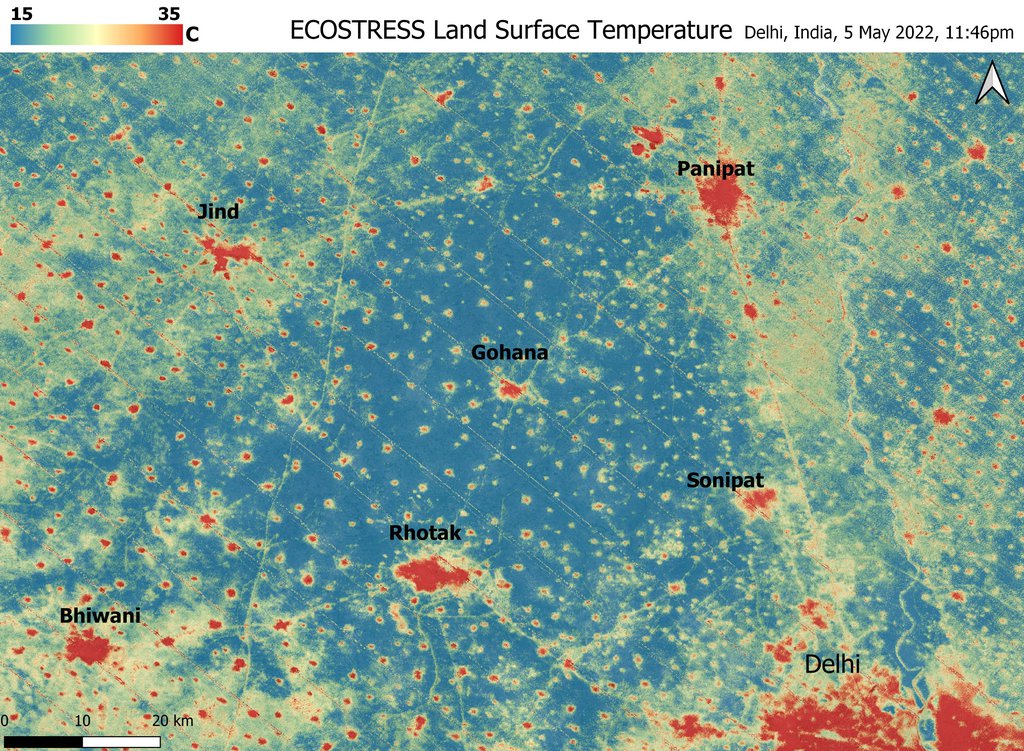 15 35 C
ECOSTRESS Land Surface Temperature Delhi, India, 5 May 2022, 11:46pm
Panipat
Jind
Gohana
Sonipat
Rhotak
Bhiwani
Delhi
0 10 20 km